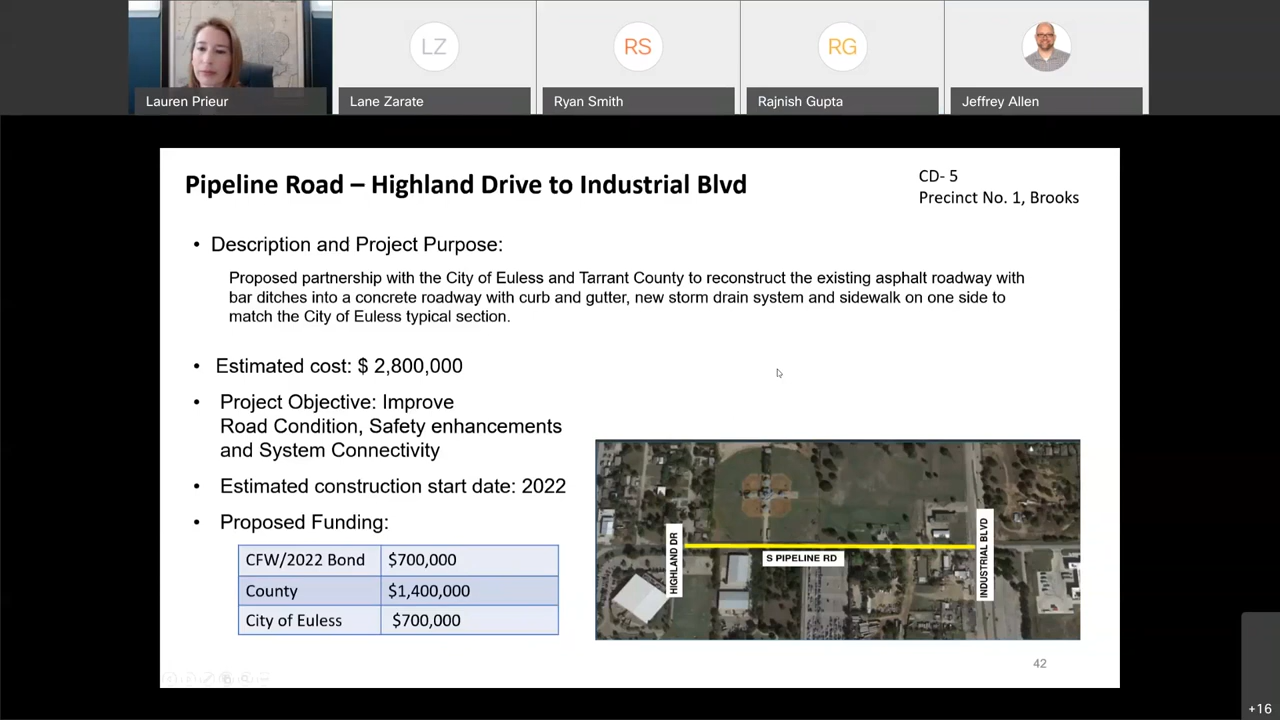 LZ
RS
RG
Lauren Prieur
Lane Zarate
Ryan Smith
Rajnish Gupta
Jeffrey Allen
Pipeline Road – Highland Drive to Industrial Blvd
CD- 5
Precinct No. 1, Brooks
• Description and Project Purpose:
Proposed partnership with the City of Euless and Tarrant County to reconstruct the existing asphalt roadway with
bar ditches into a concrete roadway with curb and gutter, new storm drain system and sidewalk on one side to
match the City of Euless typical section.
• Estimated cost: $ 2,800,000
• Project Objective: Improve
Road Condition, Safety enhancements
and System Connectivity
• Estimated construction start date: 2022
• Proposed Funding:
CFW/2022 Bond $700,000
County $1,400,000
City of Euless $700,000
HIGHLAND DR
S PIPELINE RD
INDUSTRIAL BLVD
42
+16